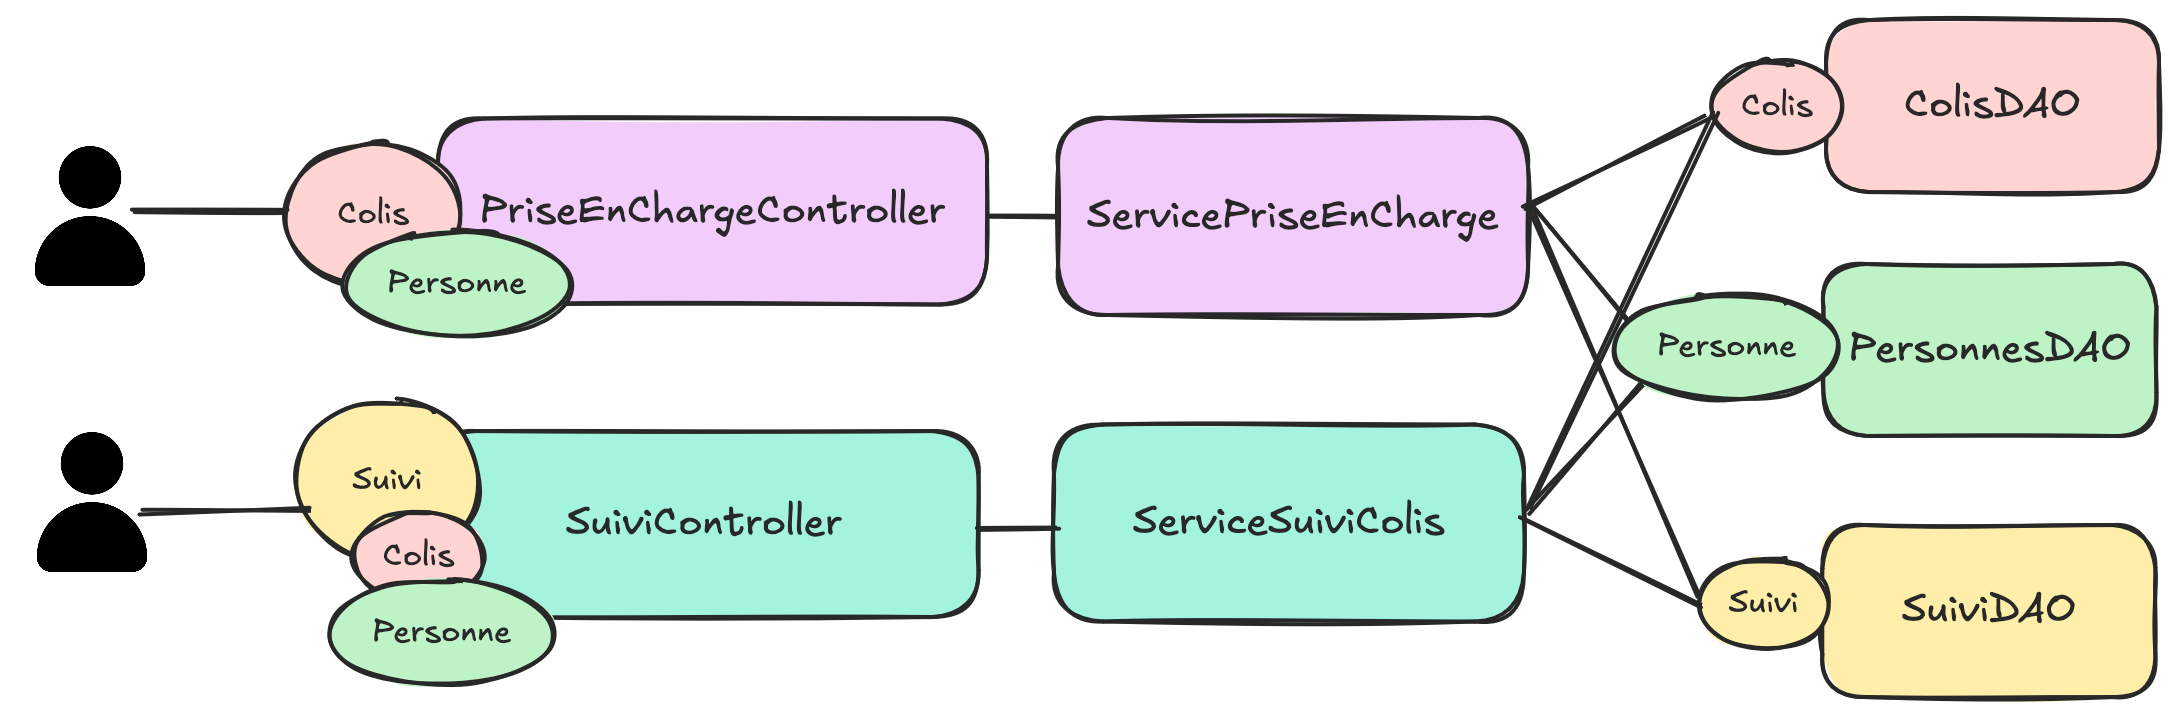 Colis
PriseEnChargeController
Personne
ServicePriseEnCharge
Colis
ColisDAO
Personne
PersonnesDAO
Suivi
SuiviController
Colis
Personne
ServiceSuiviColis
Suivi
SuiviDAO